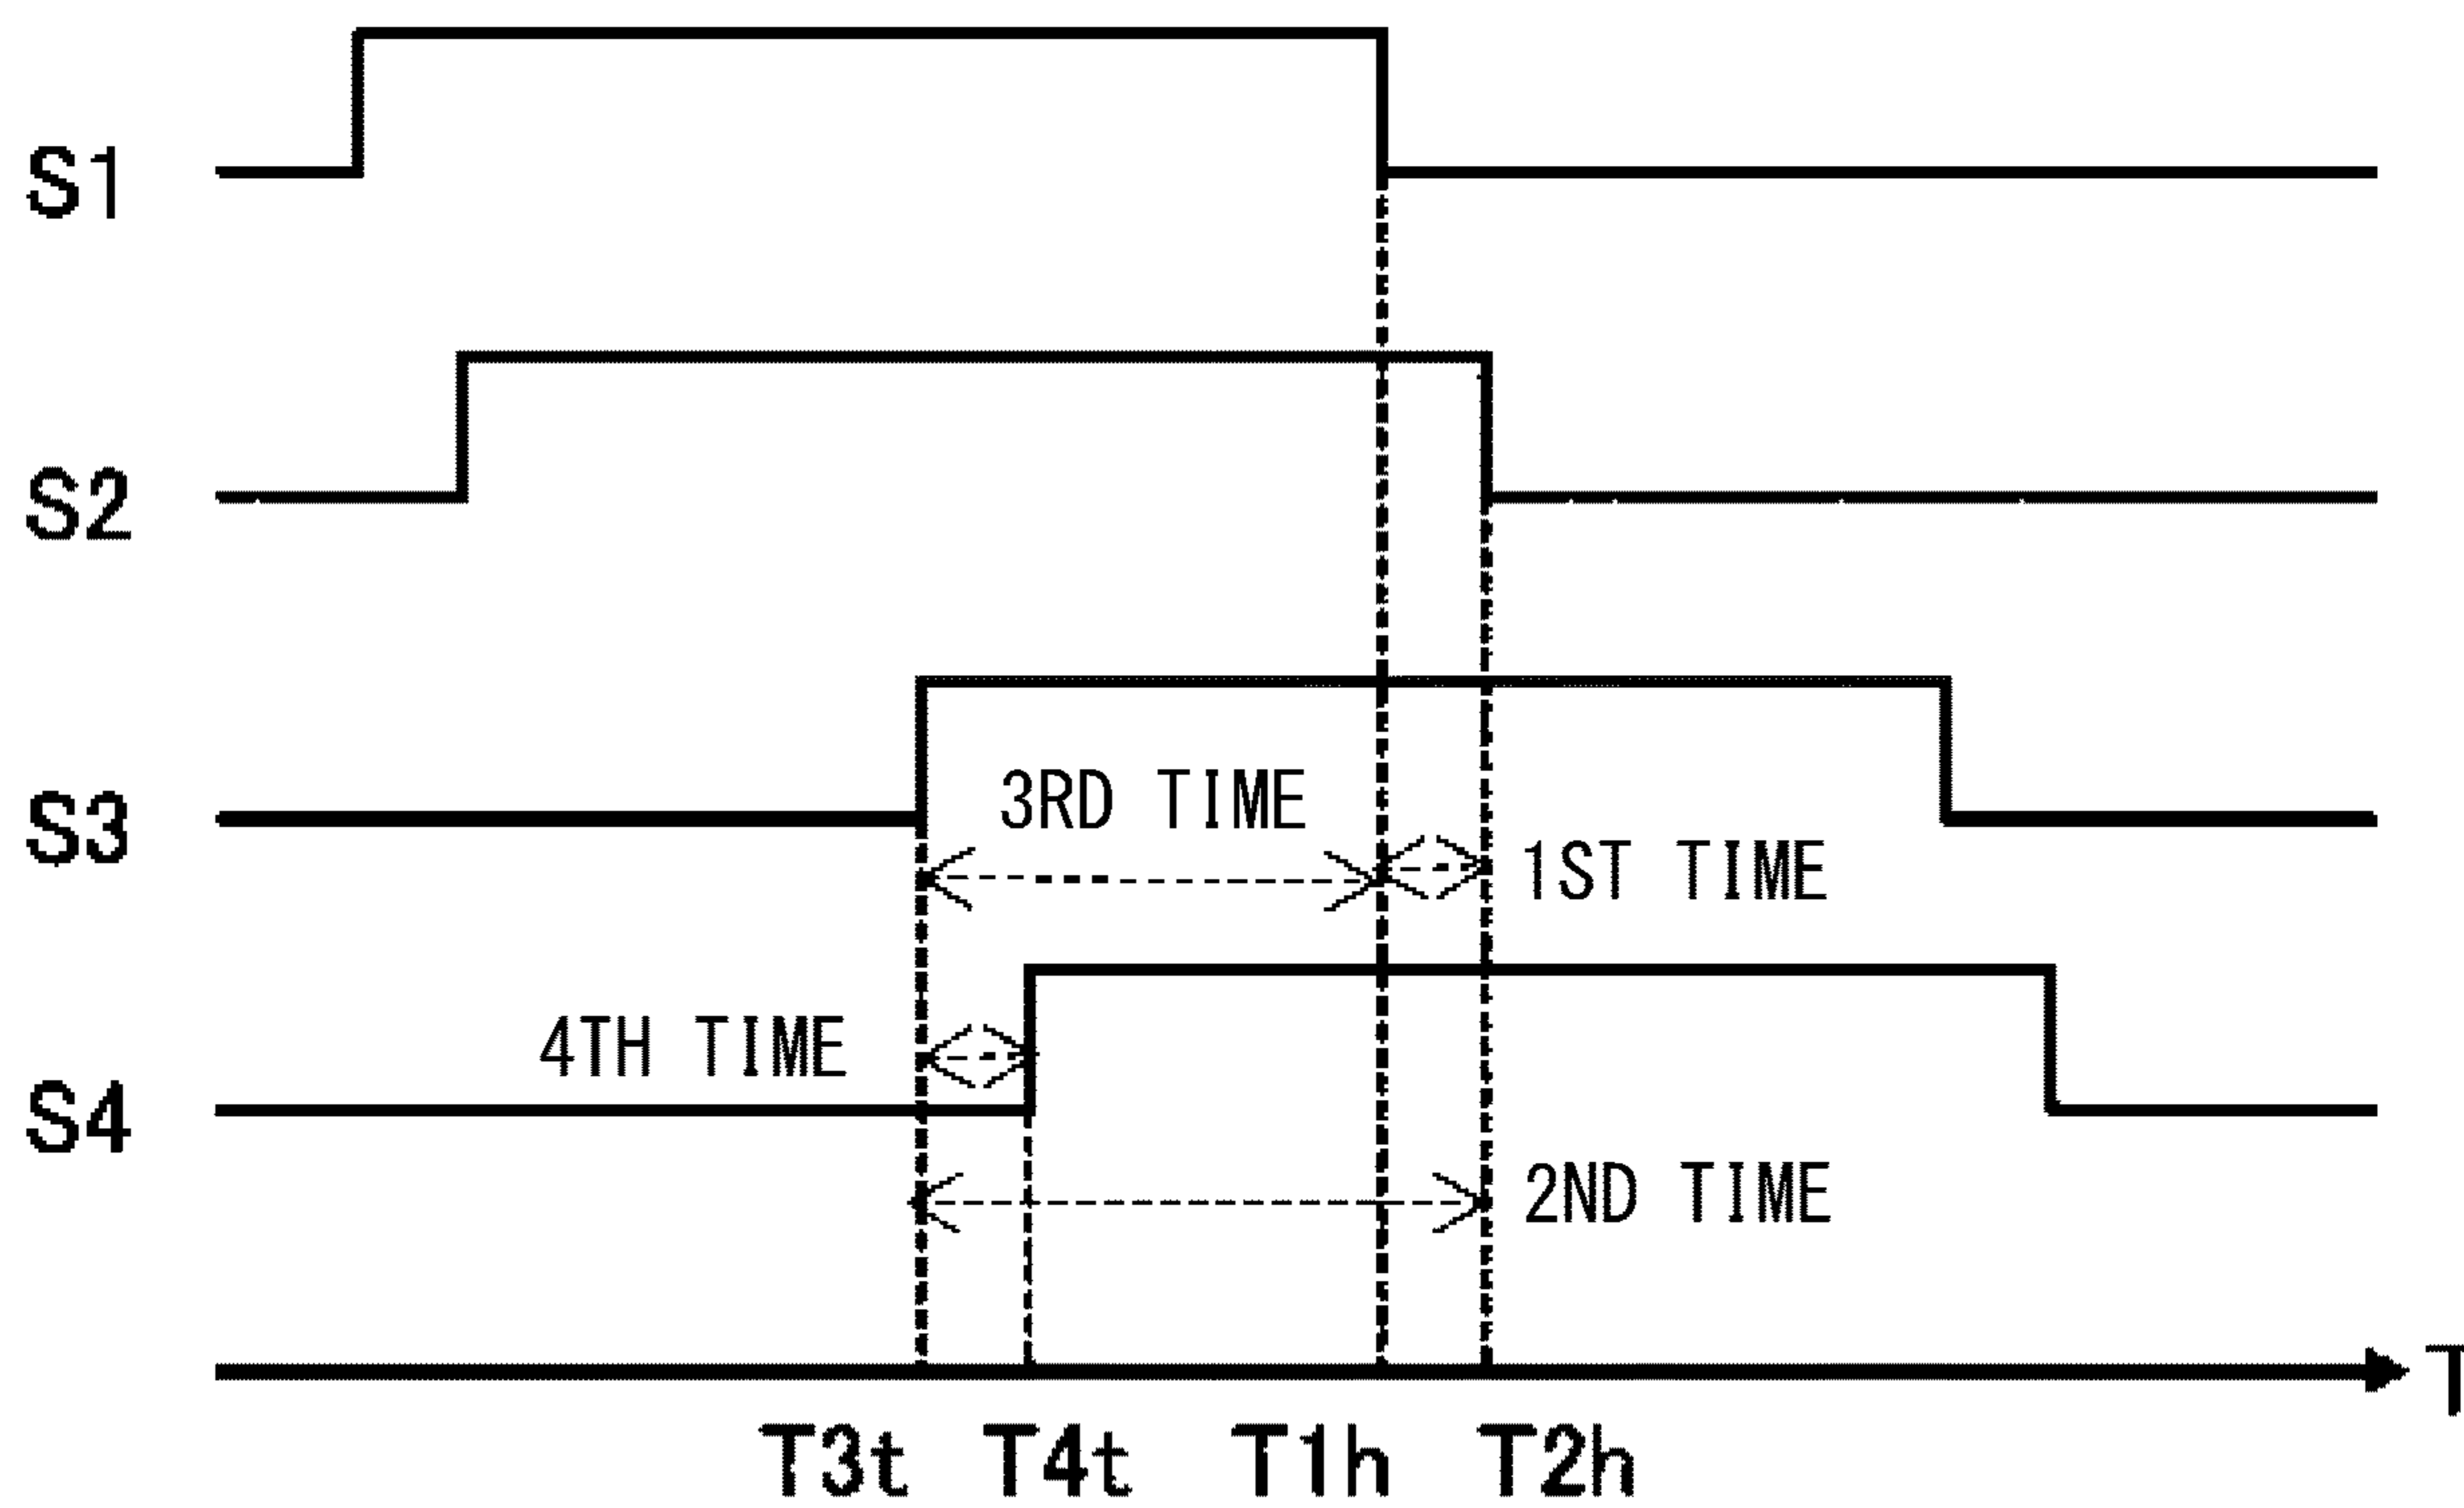 S1
S2
S3
3RD TIME
1ST TIME
4TH TIME
S4
2ND TIME
T
T3t T4t T1h T2h